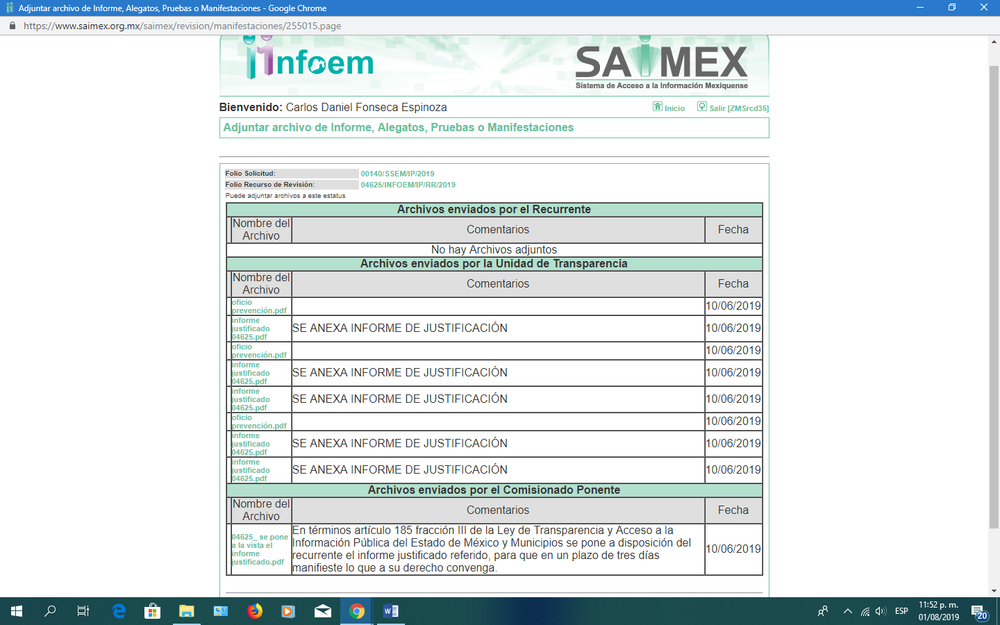 Adjuntar archivo de Informe, Alegatos, Pruebas o Manifestaciones - Google Chrome
https://www.saimex.org.mx/saimex/revision/manifestaciones/255015.page
infoem
SAIMEX
Sistema de Acceso a la Información Mexiquense
Bienvenido: Carlos Daniel Fonseca Espinoza
Inicio Salir [ZMSrcd35]
Adjuntar archivo de Informe, Alegatos, Pruebas o Manifestaciones
Folio Solicitud: 00140/SSEM/IP/2019
Folio Recurso de Revisión: 04625/INFOEM/IP/RR/2019
Puede adjuntar archivos a este estatus
Archivos enviados por el Recurrente
Nombre del
Archivo
Comentarios
Fecha
No hay Archivos adjuntos
Archivos enviados por la Unidad de Transparencia
Nombre del
Archivo
Comentarios
Fecha
oficio
prevención.pdf
10/06/2019
informe
justificado
04625.pdf
SE ANEXA INFORME DE JUSTIFICACIÓN
10/06/2019
oficio
prevención.pdf
10/06/2019
informe
justificado
04625.pdf
SE ANEXA INFORME DE JUSTIFICACIÓN
10/06/2019
informe
justificado
04625.pdf
SE ANEXA INFORME DE JUSTIFICACIÓN
10/06/2019
oficio
prevención.pdf
10/06/2019
informe
justificado
04625.pdf
SE ANEXA INFORME DE JUSTIFICACIÓN
10/06/2019
informe
justificado
04625.pdf
SE ANEXA INFORME DE JUSTIFICACIÓN
10/06/2019
Archivos enviados por el Comisionado Ponente
Nombre del
Archivo
Comentarios
Fecha
04625_ se pone
a la vista el
informe
justificado.pdf
En términos artículo 185 fracción III de la Ley de Transparencia y Acceso a la
Información Pública del Estado de México y Municipios se pone a disposición del
recurrente el informe justificado referido, para que en un plazo de tres días
manifieste lo que a su derecho convenga.
10/06/2019
ESP
11:52 p. m.
01/08/2019
20